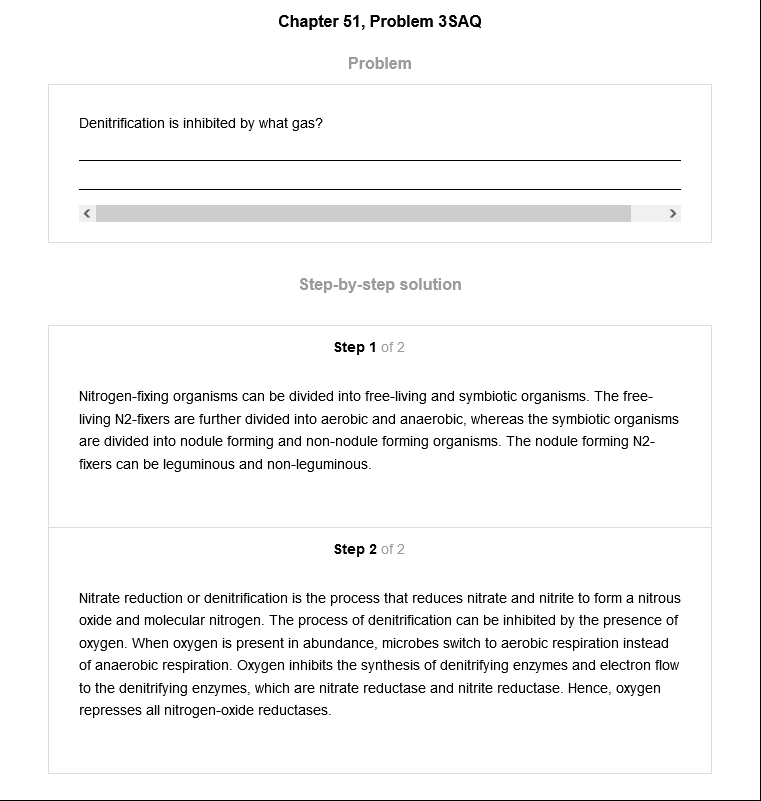 Chapter 51, Problem 3SAQ
Problem
Denitrification is inhibited by what gas?
Step-by-step solution
Step 1 of 2
Nitrogen-fixing organisms can be divided into free-living and symbiotic organisms. The free-
living N2-fixers are further divided into aerobic and anaerobic, whereas the symbiotic organisms
are divided into nodule forming and non-nodule forming organisms. The nodule forming N2-
fixers can be leguminous and non-leguminous.
Step 2 of 2
Nitrate reduction or denitrification is the process that reduces nitrate and nitrite to form a nitrous
oxide and molecular nitrogen. The process of denitrification can be inhibited by the presence of
oxygen. When oxygen is present in abundance, microbes switch to aerobic respiration instead
of anaerobic respiration. Oxygen inhibits the synthesis of denitrifying enzymes and electron flow
to the denitrifying enzymes, which are nitrate reductase and nitrite reductase. Hence, oxygen
represses all nitrogen-oxide reductases.